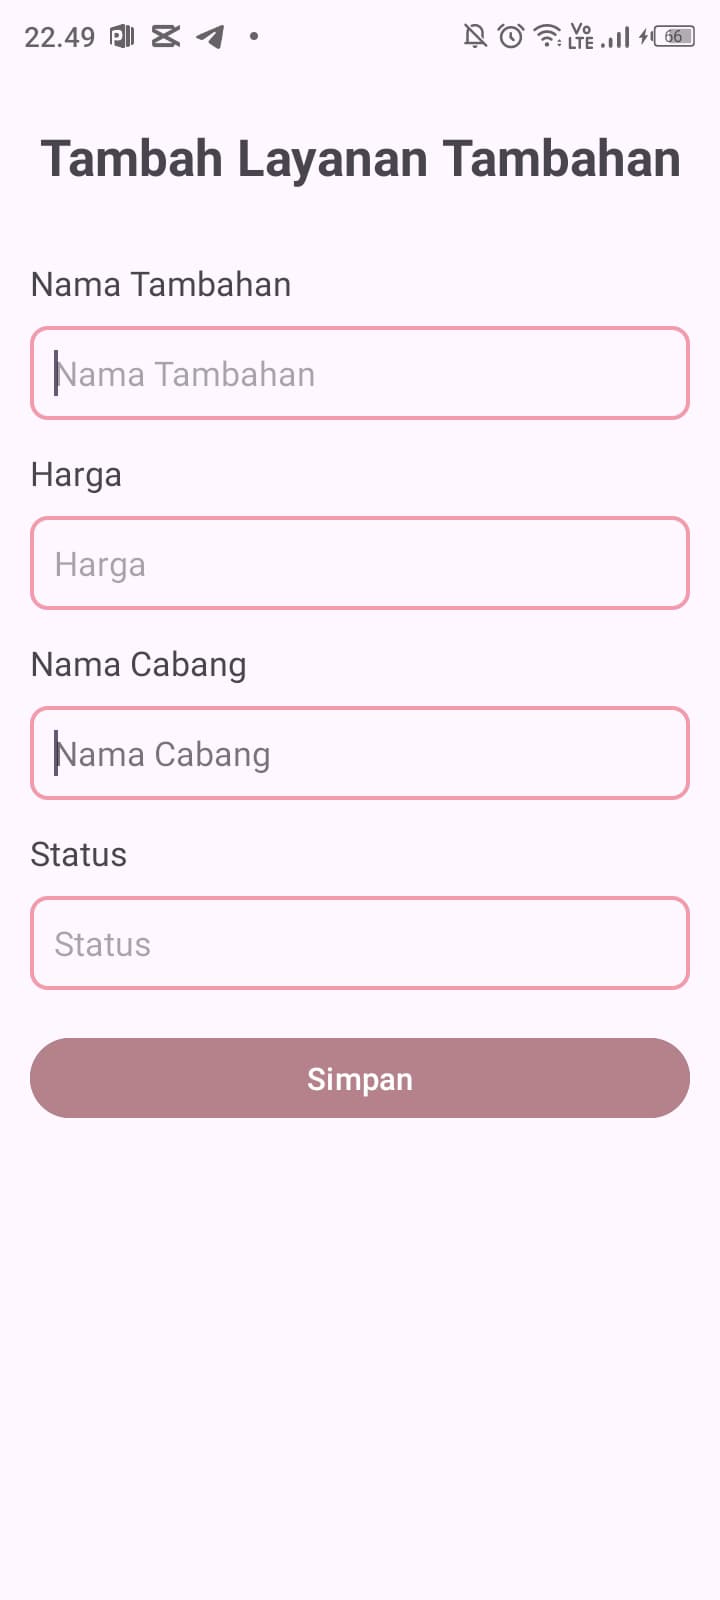 22.49
Vo
LTE
66
Tambah Layanan Tambahan
Nama Tambahan
Nama Tambahan
Harga
Harga
Nama Cabang
Nama Cabang
Status
Status
Simpan